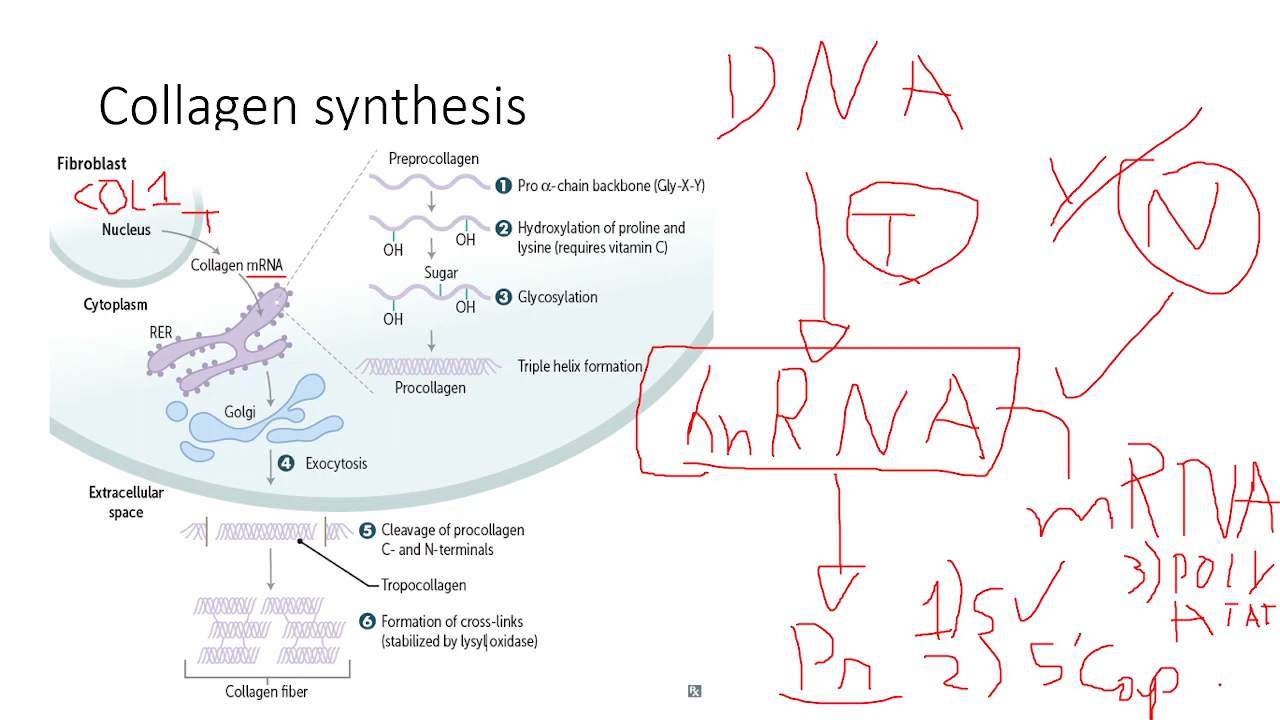 Collagen synthesis
Fibroblast
COL1
T
Nucleus
Collagen mRNA
Cytoplasm
RER
Golgi
4 Exocytosis
Extracellular
space
Preprocollagen
1 Pro α-chain backbone (Gly-X-Y)
2 Hydroxylation of proline and
lysine (requires vitamin C)
OH
OH
Sugar
3 Glycosylation
OH
OH
Triple helix formation
Procollagen
5 Cleavage of procollagen
C- and N-terminals
Tropocollagen
6 Formation of cross-links
(stabilized by lysyl oxidase)
Collagen fiber
Rx
DNA
T
N
hnRNA
mRNA
Pn
1) S
2) 5' Cap
3) POLY
A TAT